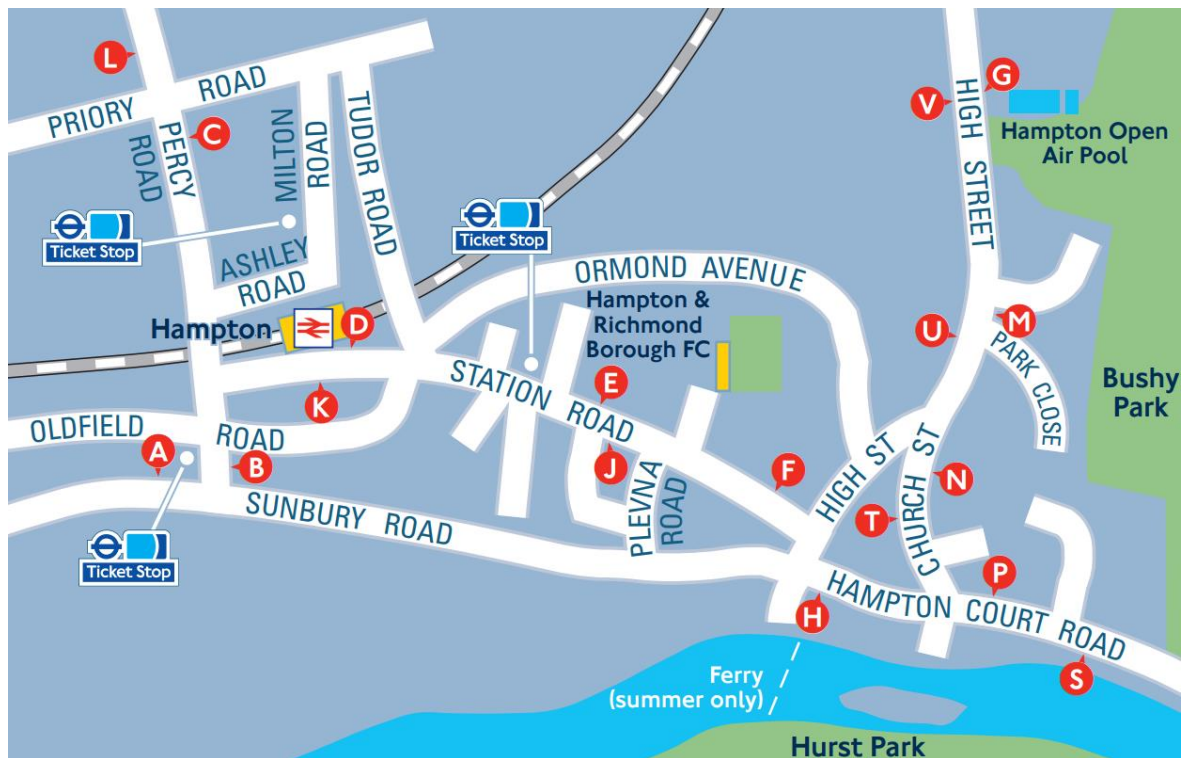 L
G
V
PRIORY ROAD
C
PERCY
ROAD
MILTON
ROAD
TUDOR ROAD
HIGH STREET
Hampton Open
Air Pool
Ticket Stop
Ticket Stop
ASHLEY
ROAD
ORMOND AVENUE
Hampton
D
Hampton &
Richmond
Borough FC
U
M
PARK CLOSE
Bushy
Park
K
STATION ROAD
E
OLDFIELD ROAD
A
B
J
F
HIGH ST
CHURCH ST
N
T
SUNBURY ROAD
PLEVNA
ROAD
Ticket Stop
P
H
HAMPTON COURT ROAD
S
Ferry
(summer only)
Hurst Park